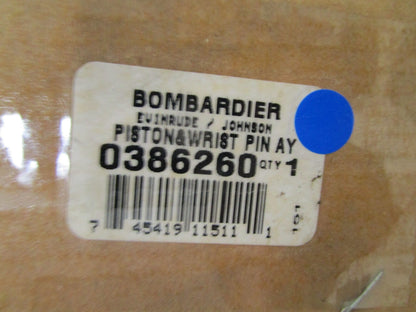 BOMBARDIER
EVINRUDE / JOHNSON
PISTON&WRIST PIN AY
0386260 QTY 1
7 45419 11511 1